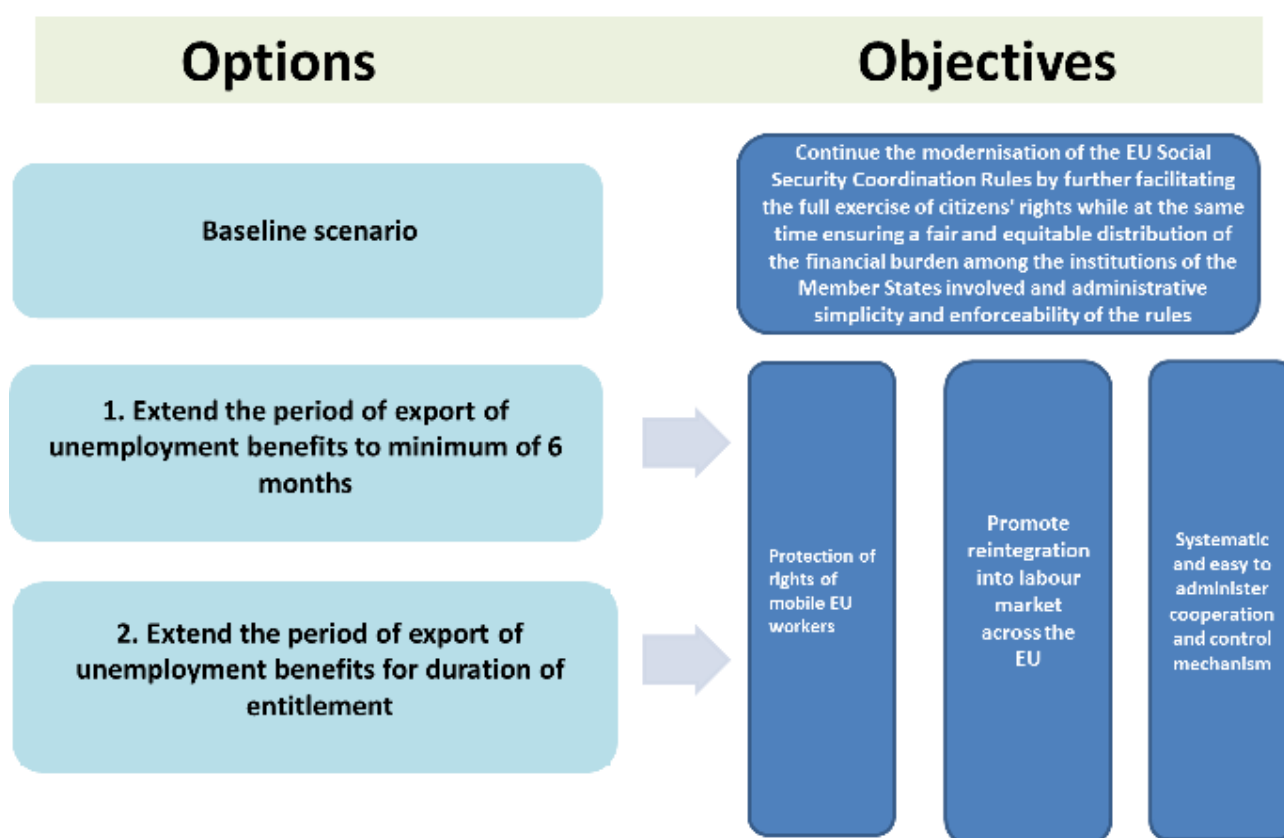 Options
Objectives
Baseline scenario
Continue the modernisation of the EU Social
Security Coordination Rules by further facilitating
the full exercise of citizens' rights while at the same
time ensuring a fair and equitable distribution of
the financial burden among the institutions of the
Member States involved and administrative
simplicity and enforceability of the rules
1. Extend the period of export of
unemployment benefits to minimum of 6
months
2. Extend the period of export of
unemployment benefits for duration of
entitlement
Protection of
rights of
mobile EU
workers
Promote
reintegration
into labour
market
across the
EU
Systematic
and easy to
administer
cooperation
and control
mechanism